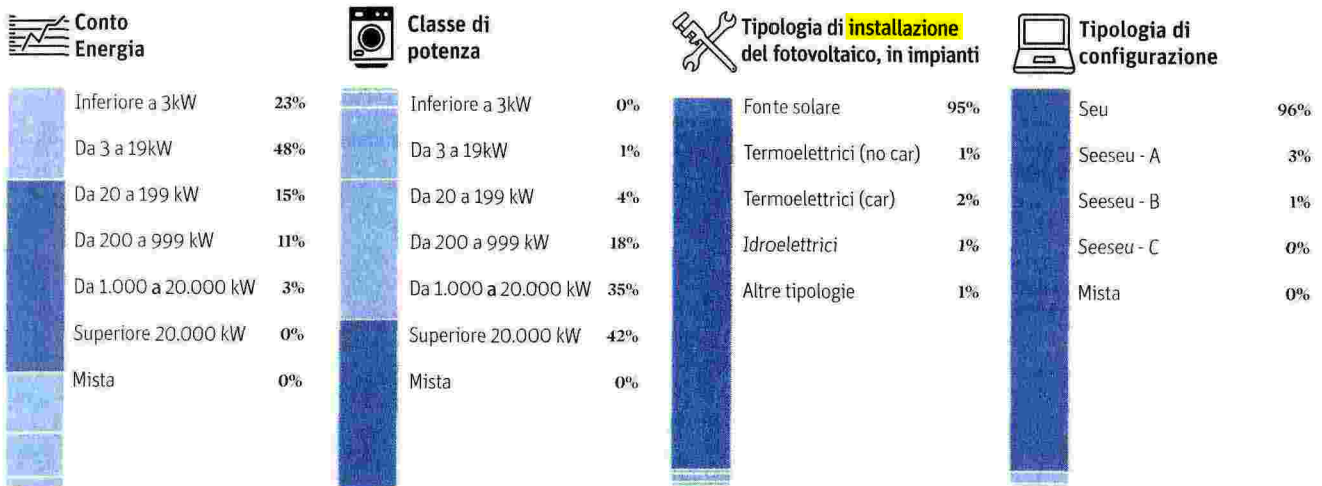 Conto
Energia
Inferiore a 3kW 23%
Da 3 a 19kW 48%
Da 20 a 199 kW 15%
Da 200 a 999 kW 11%
Da 1.000 a 20.000 kW 3%
Superiore 20.000 kW 0%
Mista 0%
Classe di
potenza
Inferiore a 3kW 0%
Da 3 a 19kW 1%
Da 20 a 199 kW 4%
Da 200 a 999 kW 18%
Da 1.000 a 20.000 kW 35%
Superiore 20.000 kW 42%
Mista 0%
Tipologia di installazione
del fotovoltaico, in impianti
Fonte solare 95%
Termoelettrici (no car) 1%
Termoelettrici (car) 2%
Idroelettrici 1%
Altre tipologie 1%
Tipologia di
configurazione
Seu 96%
Seeseu - A 3%
Seeseu - B 1%
Seeseu - C 0%
Mista 0%